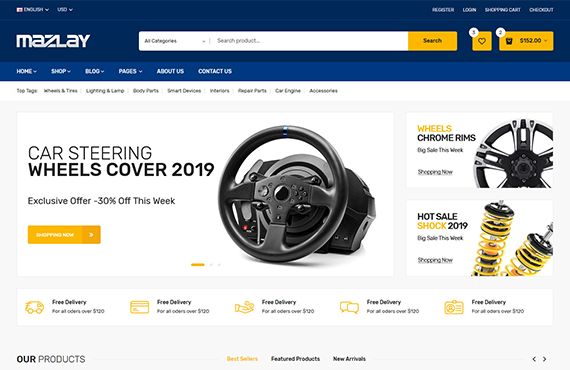 ENGLISH USD REGISTER LOGIN SHOPPING CART CHECKOUT
MAZLAY All Categories Search product... Search 3 2 $152.00
HOME SHOP BLOG PAGES ABOUT US CONTACT US
Top Tags: Wheels & Tires Lighting & Lamp Body Parts Smart Devices Interiors Repair Parts Car Engine Accessories
CAR STEERING
WHEELS COVER 2019
Exclusive Offer -30% Off This Week
SHOPPING NOW
WHEELS
CHROME RIMS
Big Sale This Week
Shopping Now
HOT SALE
SHOCK 2019
Big Sale This Week
Shopping Now
Free Delivery Free Delivery Free Delivery Free Delivery Free Delivery
For all oders over $120 For all oders over $120 For all oders over $120 For all oders over $120 For all oders over $120
OUR PRODUCTS Best Sellers Featured Products New Arrivals